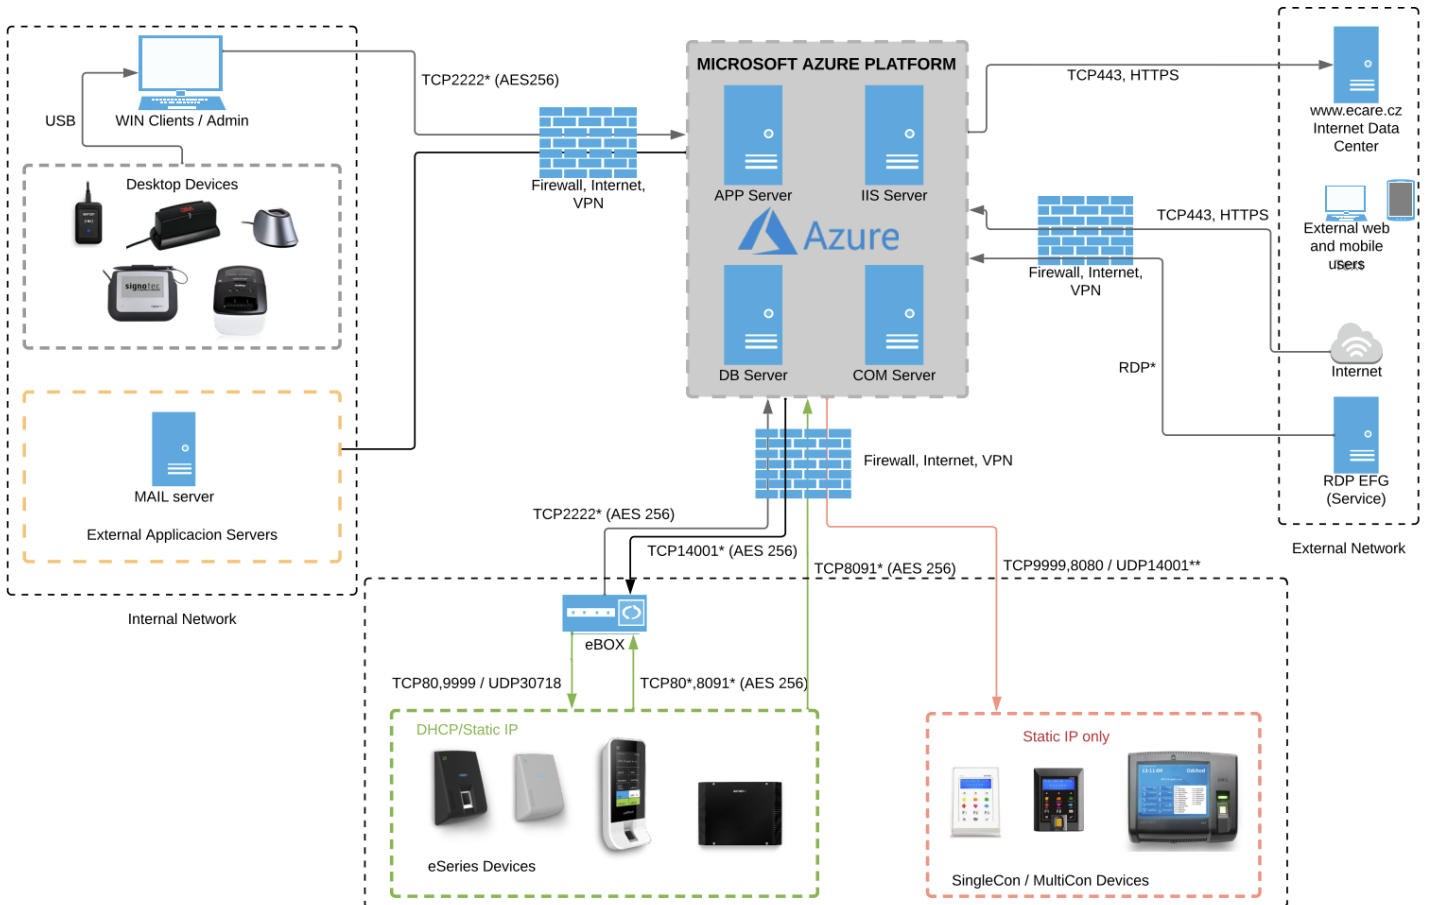 MICROSOFT AZURE PLATFORM
TCP2222* (AES256)
TCP443, HTTPS
USB
WIN Clients / Admin
www.ecare.cz
Internet Data
Center
Desktop Devices
Firewall, Internet,
VPN
APP Server
IIS Server
TCP443, HTTPS
External web
and mobile
users
Azure
signotec
Firewall, Internet,
VPN
DB Server
COM Server
RDP*
Internet
MAIL server
Firewall, Internet, VPN
RDP EFG
(Service)
TCP2222* (AES 256)
External Applicacion Servers
TCP14001* (AES 256)
External Network
TCP8091* (AES 256)
TCP9999,8080 / UDP14001**
Internal Network
eBOX
TCP80,9999 / UDP30718
TCP80*,8091* (AES 256)
DHCP/Static IP
Static IP only
eSeries Devices
SingleCon / MultiCon Devices